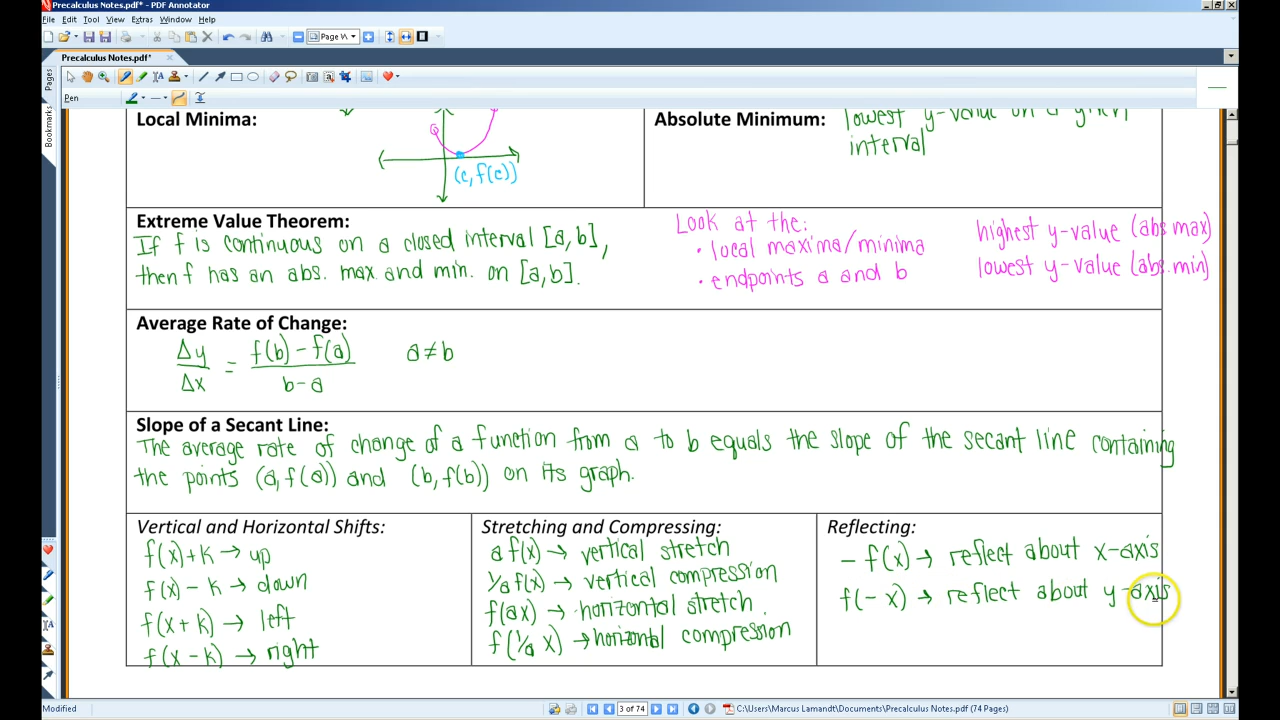 Precalculus Notes.pdf* - PDF Annotator
File Edit Tool View Extras Window Help
Page W
Precalculus Notes.pdf*
Pen
Pages
Bookmarks
Local Minima:
(c, f(c))
Absolute Minimum: lowest y-value on a given
interval
Extreme Value Theorem:
If f is continuous on a closed interval [a,b],
then f has an abs. max and min. on [a,b].
Look at the:
• local maxima/minima
• endpoints a and b
highest y-value (abs max)
lowest y-value (abs.min)
Average Rate of Change:
Δy/Δx = f(b) - f(a)/b - a a ≠ b
Slope of a Secant Line:
The average rate of change of a function from a to b equals the slope of the secant line containing
the points (a, f(a)) and (b, f(b)) on its graph.
Vertical and Horizontal Shifts:
f(x)+k → up
f(x) - k → down
f(x+k) → left
f(x-k) → right
Stretching and Compressing:
a f(x) → vertical stretch
1/a f(x) → vertical compression
f(ax) → horizontal stretch.
f(1/a x) → horizontal compression
Reflecting:
- f(x) → reflect about x-axis
f(-x) → reflect about y-axis
Modified
3 of 74
C:\Users\Marcus Lamandt\Documents\Precalculus Notes.pdf (74 Pages)